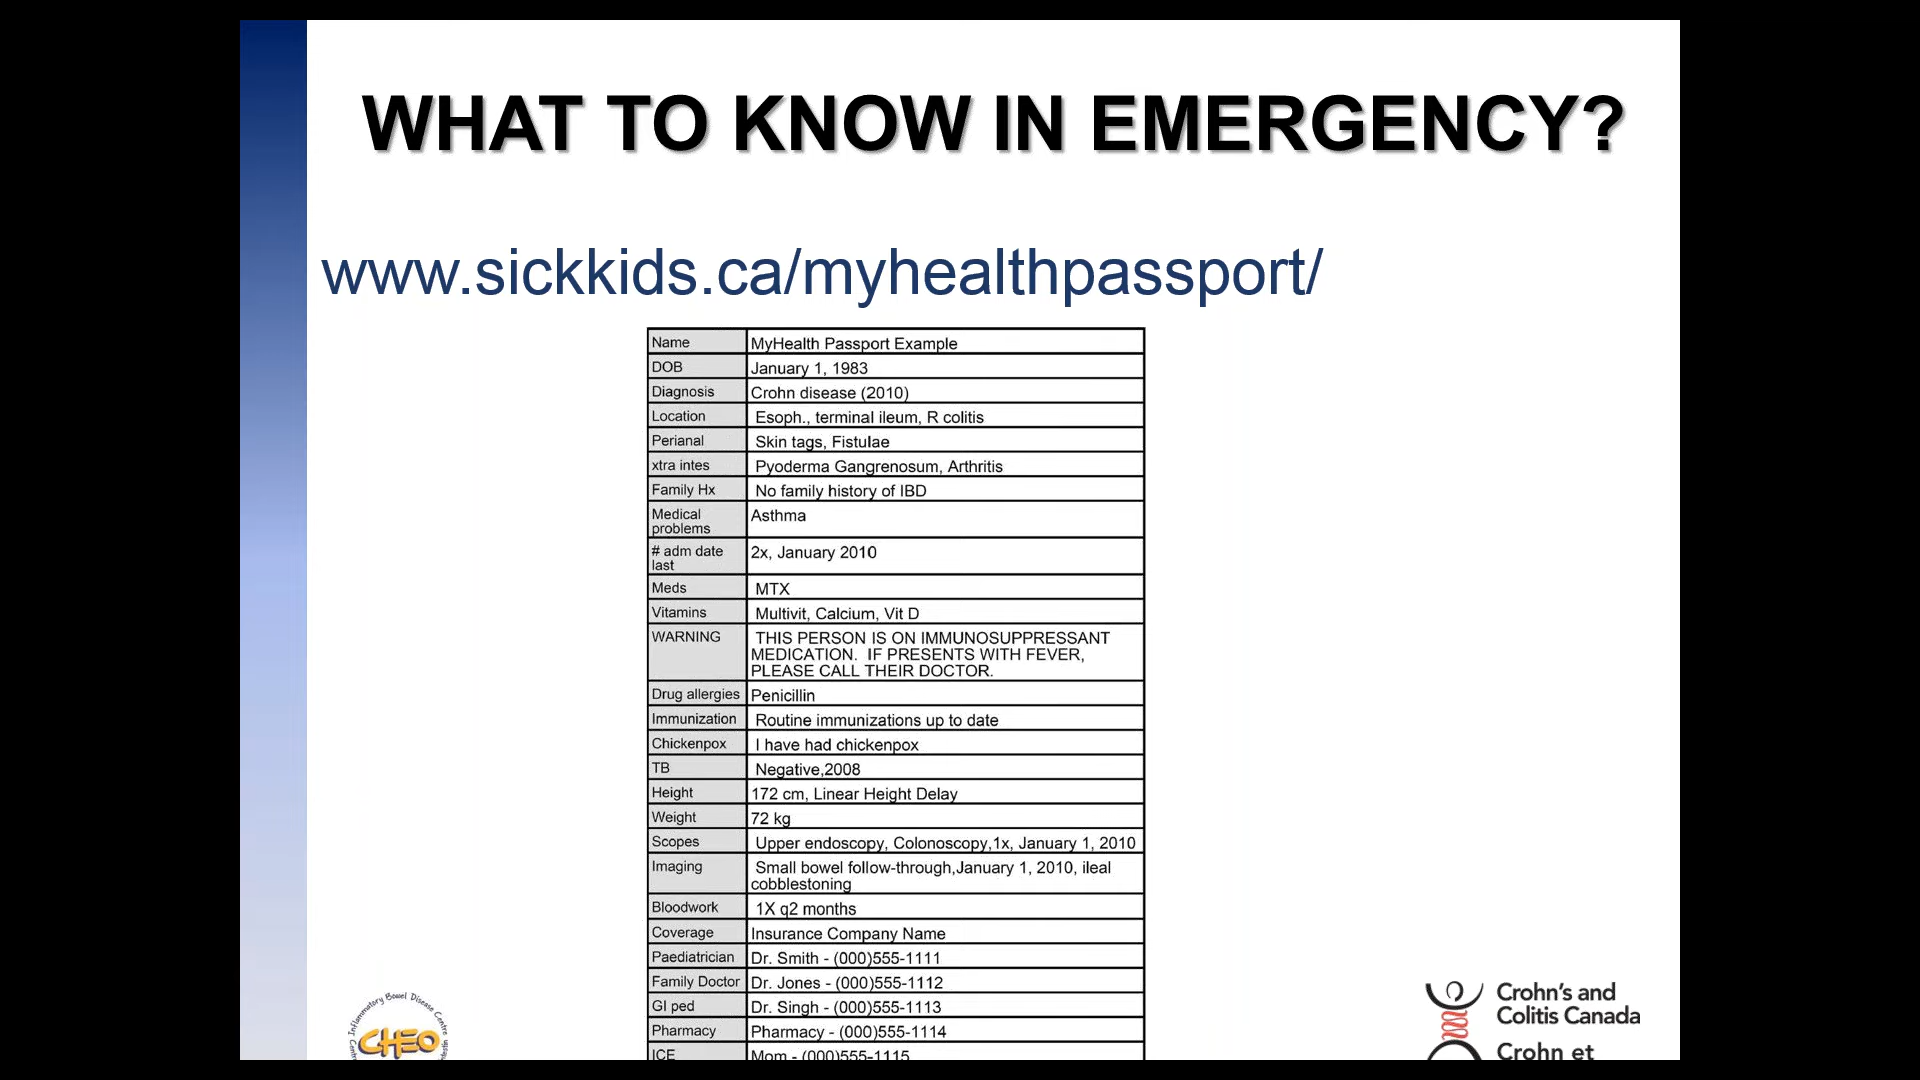 WHAT TO KNOW IN EMERGENCY?
www.sickkids.ca/myhealthpassport/
Name MyHealth Passport Example
DOB January 1, 1983
Diagnosis Crohn disease (2010)
Location Esoph., terminal ileum, R colitis
Perianal Skin tags, Fistulae
xtra intes Pyoderma Gangrenosum, Arthritis
Family Hx No family history of IBD
Medical problems Asthma
# adm date last 2x, January 2010
Meds MTX
Vitamins Multivit, Calcium, Vit D
WARNING THIS PERSON IS ON IMMUNOSUPPRESSANT
MEDICATION. IF PRESENTS WITH FEVER,
PLEASE CALL THEIR DOCTOR.
Drug allergies Penicillin
Immunization Routine immunizations up to date
Chickenpox I have had chickenpox
TB Negative,2008
Height 172 cm, Linear Height Delay
Weight 72 kg
Scopes Upper endoscopy, Colonoscopy,1x, January 1, 2010
Imaging Small bowel follow-through,January 1, 2010, ileal
cobblestoning
Bloodwork 1X q2 months
Coverage Insurance Company Name
Paediatrician Dr. Smith - (000)555-1111
Family Doctor Dr. Jones - (000)555-1112
GI ped Dr. Singh - (000)555-1113
Pharmacy Pharmacy - (000)555-1114
ICE Mom - (000)555-1115
Inflammatory Bowel Disease Centre
CHEO
Crohn's and
Colitis Canada
Crohn et